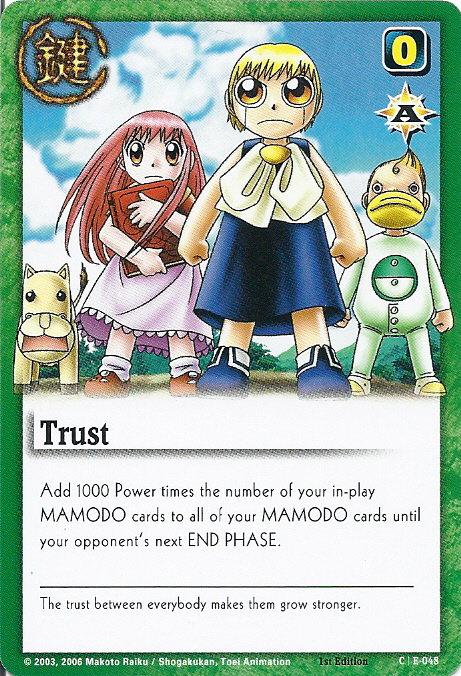 鍵
0
A
Trust
Add 1000 Power times the number of your in-play
MAMODO cards to all of your MAMODO cards until
your opponent's next END PHASE.
The trust between everybody makes them grow stronger.
© 2003, 2006 Makoto Raiku / Shogakukan, Toei Animation 1st Edition C | E-048